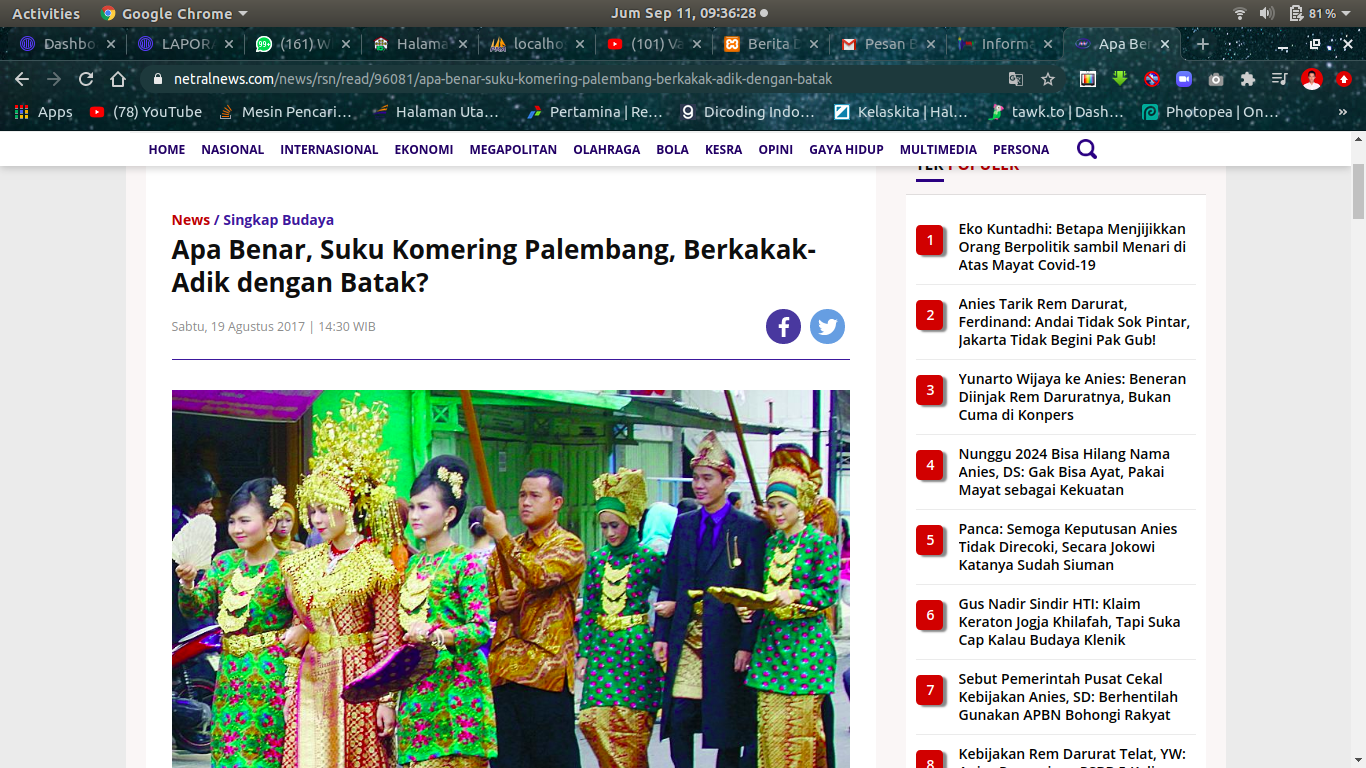 Activities
Google Chrome
Jum Sep 11, 09:36:28
81%
Dashbo
LAPOR
(161) W
Halama
localho
(101) Va
Berita
Pesan B
Informa
Apa Ber
netralnews.com/news/rsn/read/96081/apa-benar-suku-komering-palembang-berkakak-adik-dengan-batak
Apps
(78) YouTube
Mesin Pencari...
Halaman Uta...
Pertamina | Re...
Dicoding Indo...
Kelaskita | Hal...
tawk.to | Dash...
Photopea | On...
»
HOME NASIONAL INTERNASIONAL EKONOMI MEGAPOLITAN OLAHRAGA BOLA KESRA OPINI GAYA HIDUP MULTIMEDIA PERSONA
News / Singkap Budaya
Apa Benar, Suku Komering Palembang, Berkakak-
Adik dengan Batak?
Sabtu, 19 Agustus 2017 | 14:30 WIB
TER POPULER
1
Eko Kuntadhi: Betapa Menjijikkan
Orang Berpolitik sambil Menari di
Atas Mayat Covid-19
2
Anies Tarik Rem Darurat,
Ferdinand: Andai Tidak Sok Pintar,
Jakarta Tidak Begini Pak Gub!
3
Yunarto Wijaya ke Anies: Beneran
Diinjak Rem Daruratnya, Bukan
Cuma di Konpers
4
Nunggu 2024 Bisa Hilang Nama
Anies, DS: Gak Bisa Ayat, Pakai
Mayat sebagai Kekuatan
5
Panca: Semoga Keputusan Anies
Tidak Direcoki, Secara Jokowi
Katanya Sudah Siuman
6
Gus Nadir Sindir HTI: Klaim
Keraton Jogja Khilafah, Tapi Suka
Cap Kalau Budaya Klenik
7
Sebut Pemerintah Pusat Cekal
Kebijakan Anies, SD: Berhentilah
Gunakan APBN Bohongi Rakyat
8
Kebijakan Rem Darurat Telat, YW: